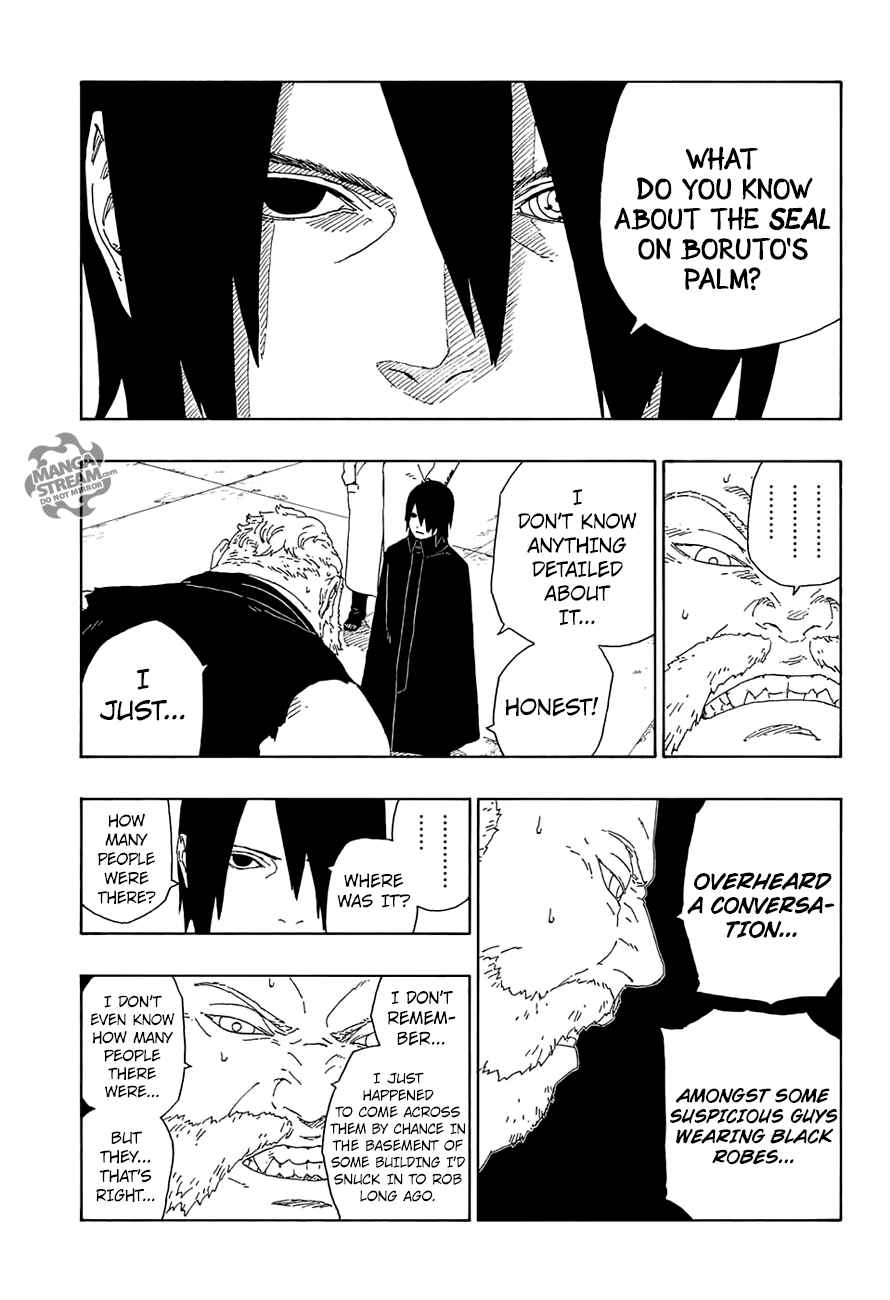 WHAT
DO YOU KNOW
ABOUT THE SEAL
ON BORUTO'S
PALM?
MANGA
STREAM.com
DO NOT MIRROR
I
DON'T KNOW
ANYTHING
DETAILED
ABOUT
IT...
HONEST!
I
JUST...
OVERHEARD
A CONVERSA-
TION...
AMONGST SOME
SUSPICIOUS GUYS
WEARING BLACK
ROBES...
WHERE
WAS IT?
HOW
MANY
PEOPLE
WERE
THERE?
I DON'T
REMEM-
BER...
I JUST
HAPPENED
TO COME ACROSS
THEM BY CHANCE IN
THE BASEMENT OF
SOME BUILDING I'D
SNUCK IN TO ROB
LONG AGO.
I DON'T
EVEN KNOW
HOW MANY
PEOPLE
THERE
WERE...
BUT
THEY...
THAT'S
RIGHT...